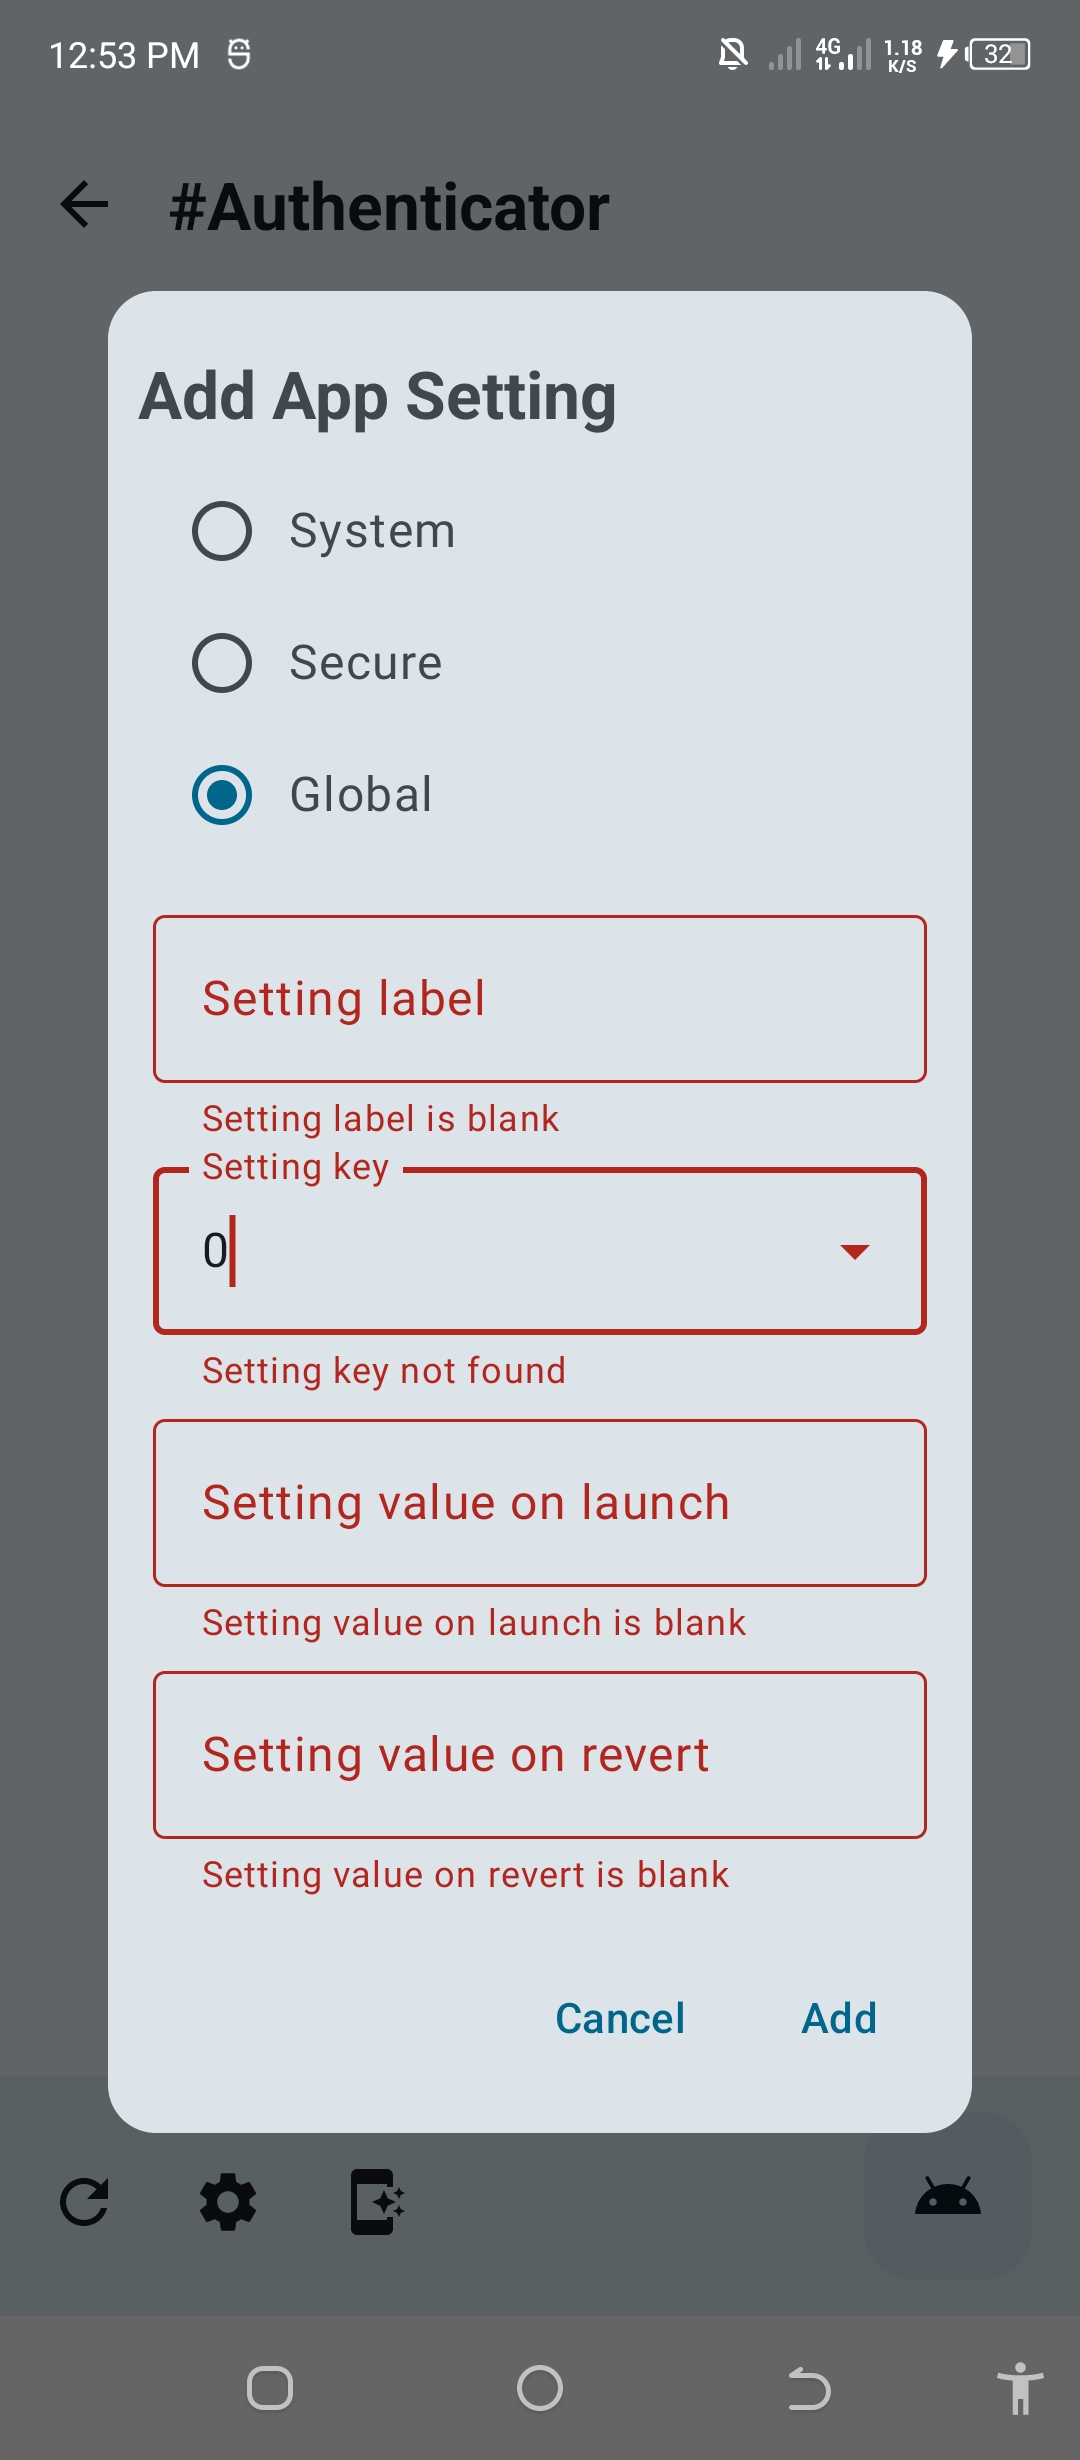 12:53 PM
4G
1.18
K/S
32
#Authenticator
Add App Setting
System
Secure
Global
Setting label
Setting label is blank
Setting key
0
Setting key not found
Setting value on launch
Setting value on launch is blank
Setting value on revert
Setting value on revert is blank
Cancel
Add